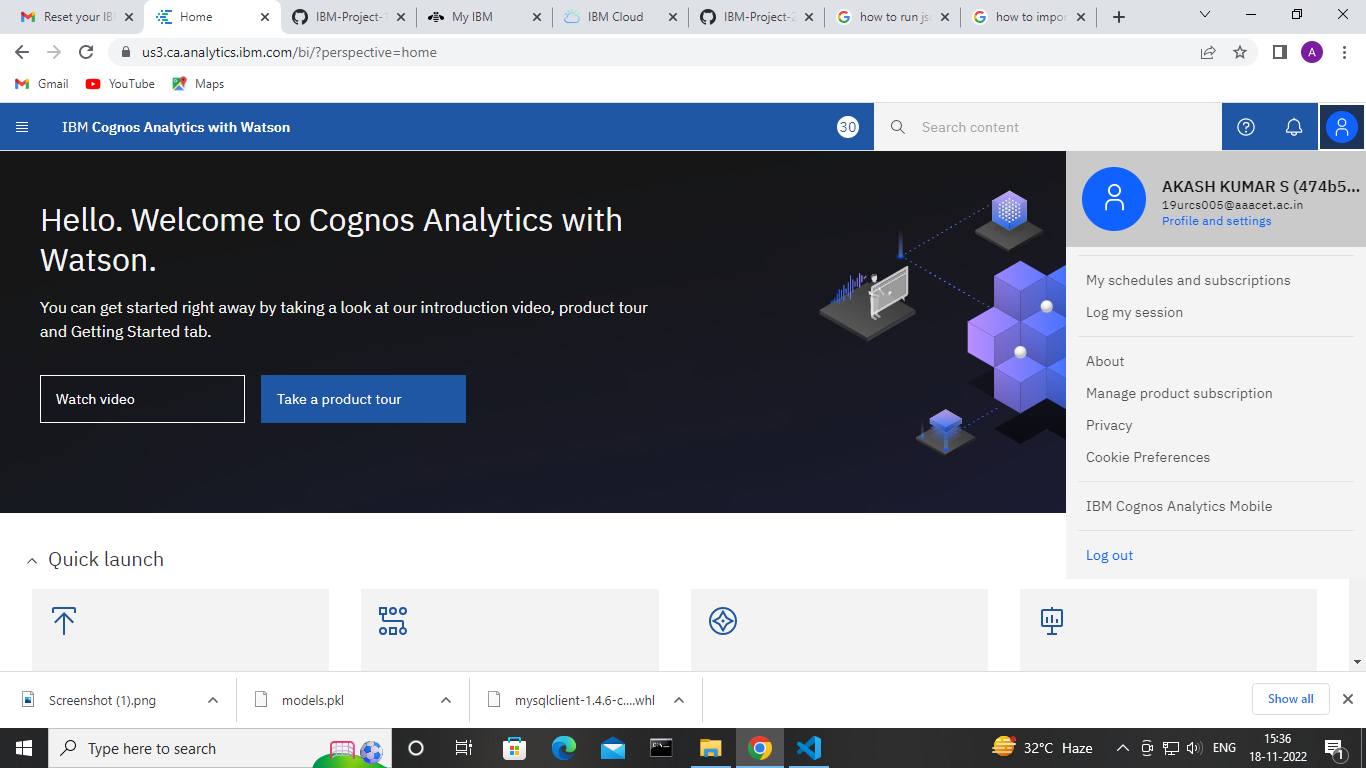 Reset your IB
Home
IBM-Project-1
My IBM
IBM Cloud
IBM-Project-2
how to run js
how to impor
us3.ca.analytics.ibm.com/bi/?perspective=home
A
Gmail
YouTube
Maps
IBM Cognos Analytics with Watson
30
Search content
AKASH KUMAR S (474b5...
19urcs005@aaacet.ac.in
Profile and settings
My schedules and subscriptions
Log my session
About
Manage product subscription
Privacy
Cookie Preferences
IBM Cognos Analytics Mobile
Log out
Hello. Welcome to Cognos Analytics with
Watson.
You can get started right away by taking a look at our introduction video, product tour
and Getting Started tab.
Watch video
Take a product tour
Quick launch
Screenshot (1).png
models.pkl
mysqlclient-1.4.6-c....whl
Show all
Type here to search
32°C Haze
ENG
15:36
18-11-2022
1